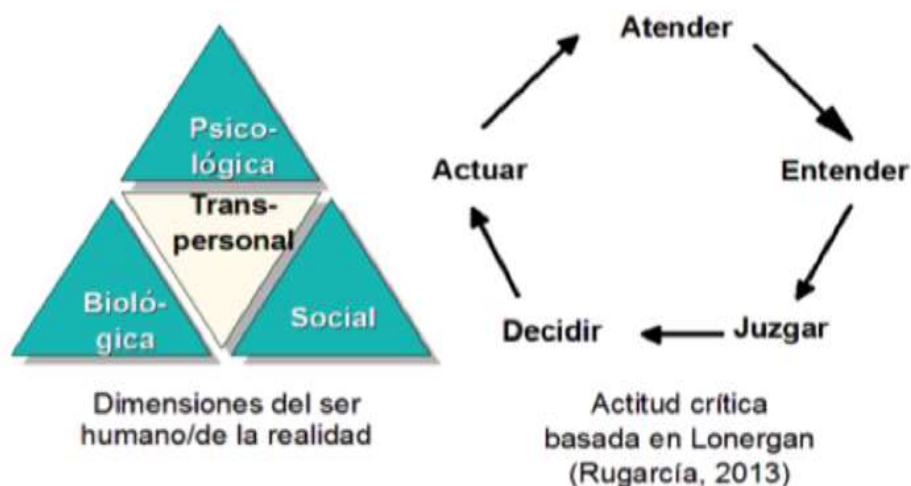 Psico-
lógica
Trans-
personal
Bioló-
gica
Social
Dimensiones del ser
humano/de la realidad
Atender
Entender
Juzgar
Decidir
Actuar
Actitud crítica
basada en Lonergan
(Rugarcía, 2013)